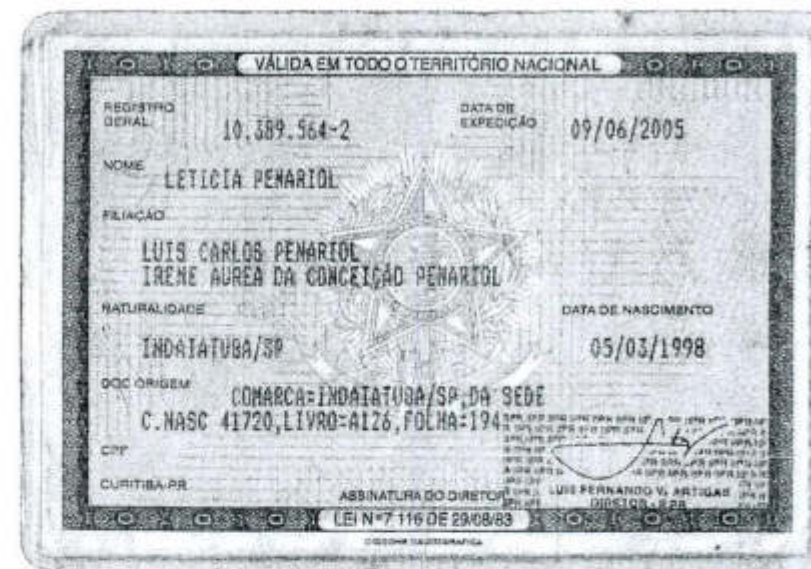 VÁLIDA EM TODO O TERRITÓRIO NACIONAL
REGISTRO GERAL 10.389.564-2 DATA DE EXPEDIÇÃO 09/06/2005
NOME LETICIA PENARIOL
FILIAÇÃO
LUIS CARLOS PENARIOL
IRENE AUREA DA CONCEIÇÃO PENARIOL
NATURALIDADE DATA DE NASCIMENTO
INDAIATUBA/SP 05/03/1998
DOC ORIGEM COMARCA=INDAIATUBA/SP,DA SEDE
C.NASC 41720,LIVRO=A126,FOLHA=194
CPF
CURITIBA-PR
ASSINATURA DO DIRETOR
LUIS FERNANDO V. ARTIGAS
DIRETOR
LEI Nº 7.116 DE 29/08/83